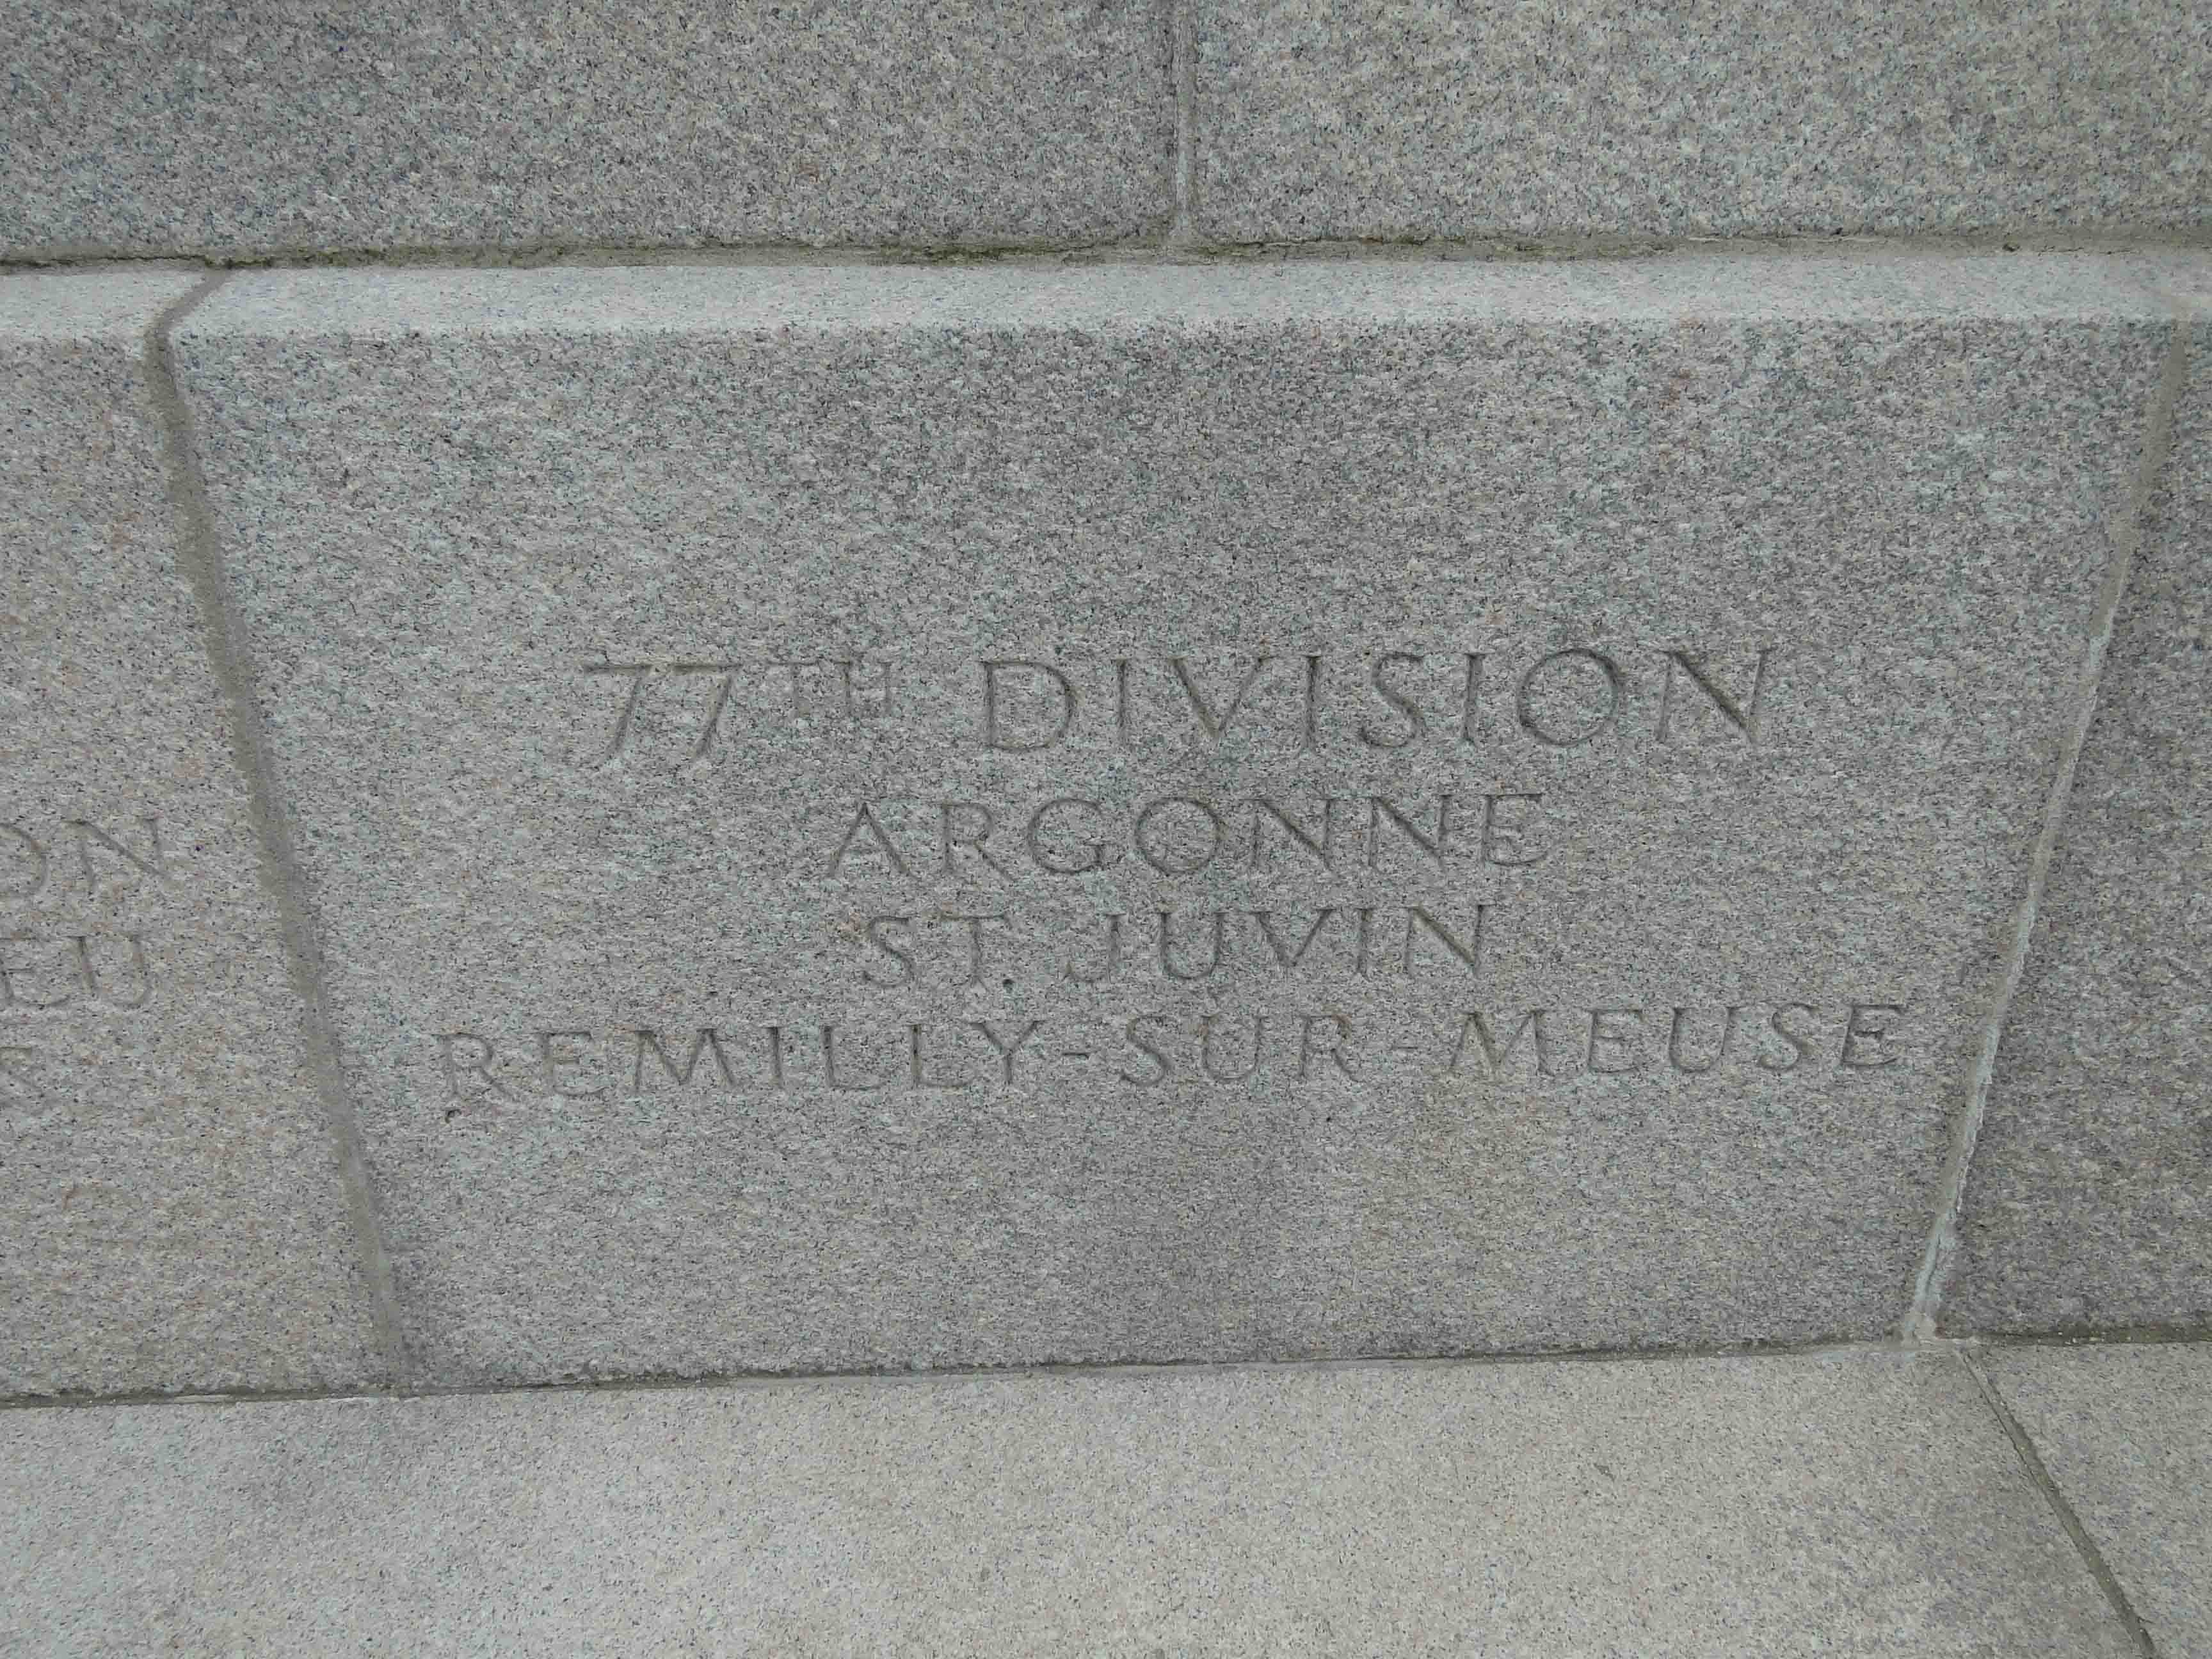 77TH DIVISION
ARGONNE
ST. JUVIN
REMILLY-SUR-MEUSE